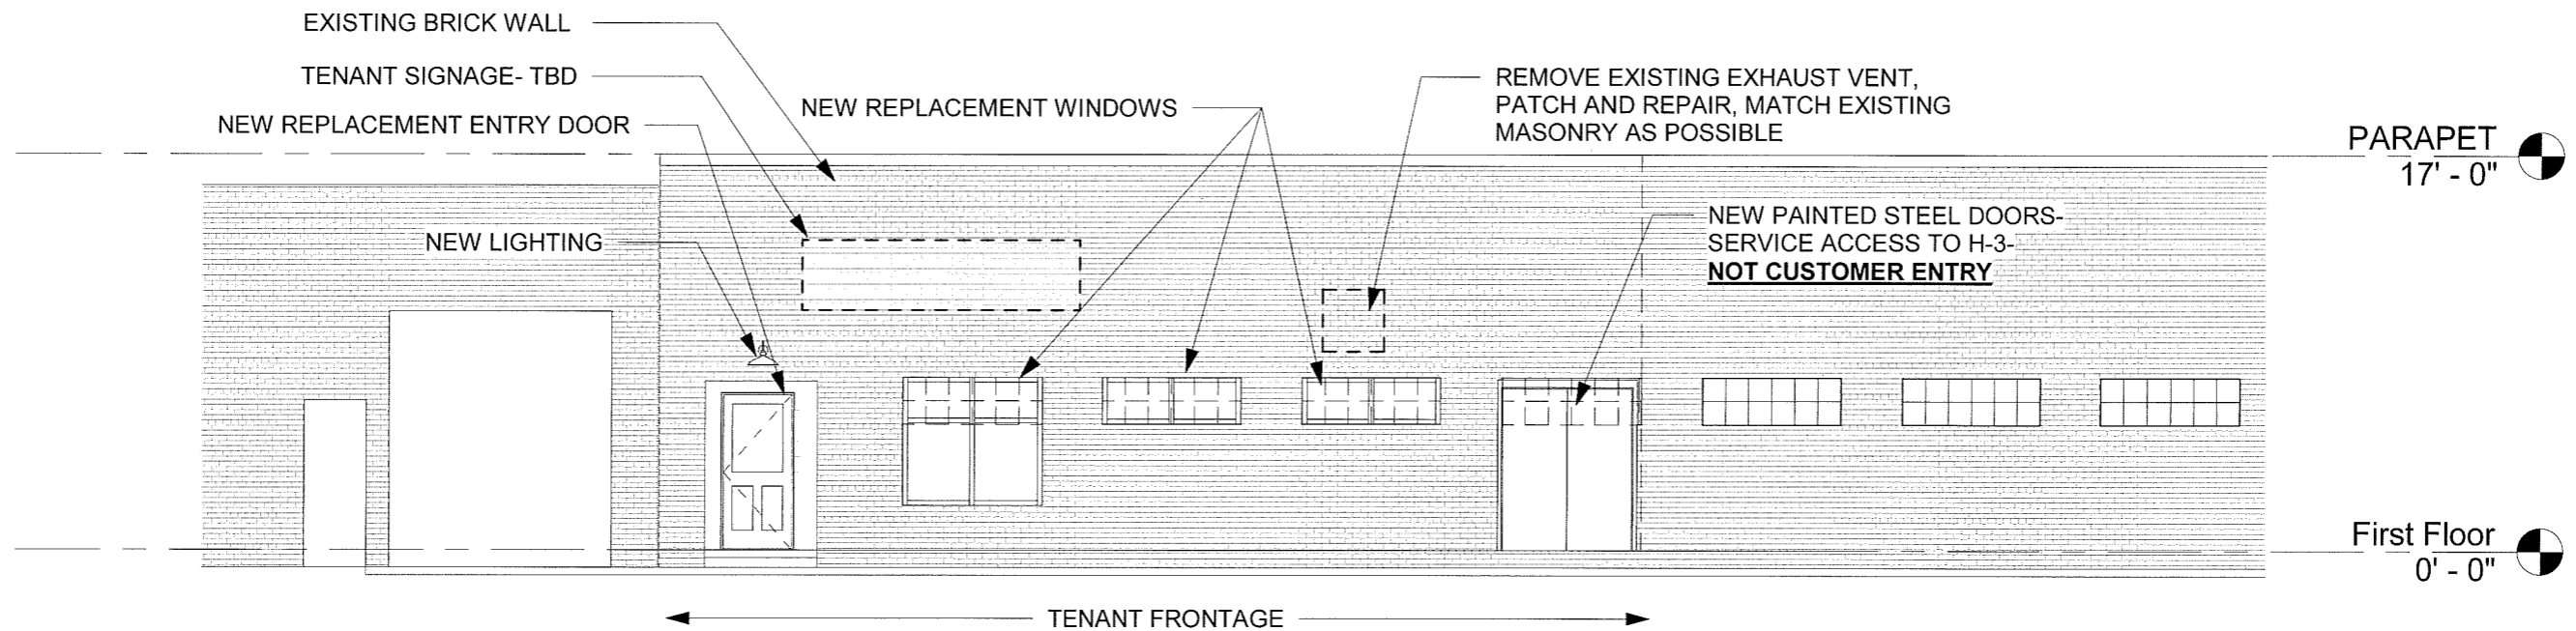 EXISTING BRICK WALL
TENANT SIGNAGE- TBD
NEW REPLACEMENT ENTRY DOOR
NEW LIGHTING
NEW REPLACEMENT WINDOWS
REMOVE EXISTING EXHAUST VENT,
PATCH AND REPAIR, MATCH EXISTING
MASONRY AS POSSIBLE
NEW PAINTED STEEL DOORS-
SERVICE ACCESS TO H-3-
NOT CUSTOMER ENTRY
PARAPET
17' - 0"
First Floor
0' - 0"
TENANT FRONTAGE